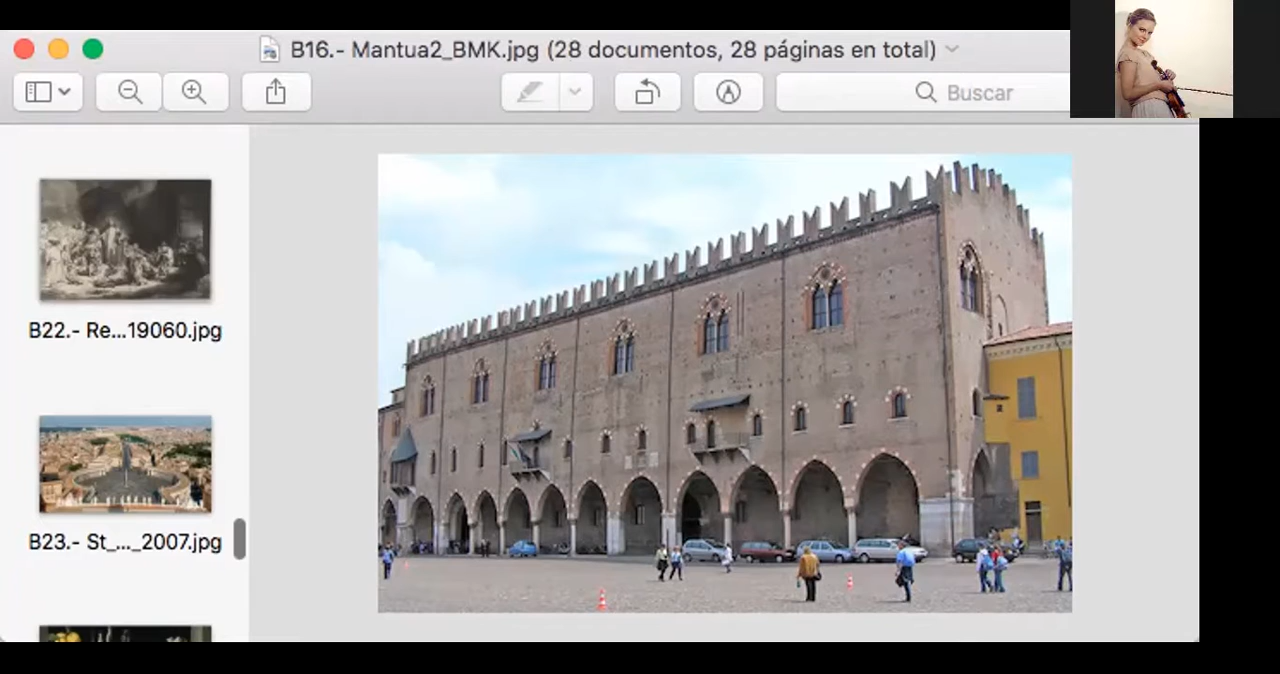 B16.- Mantua2_BMK.jpg (28 documentos, 28 páginas en total)
Buscar
B22.- Re...19060.jpg
B23.- St_..._2007.jpg